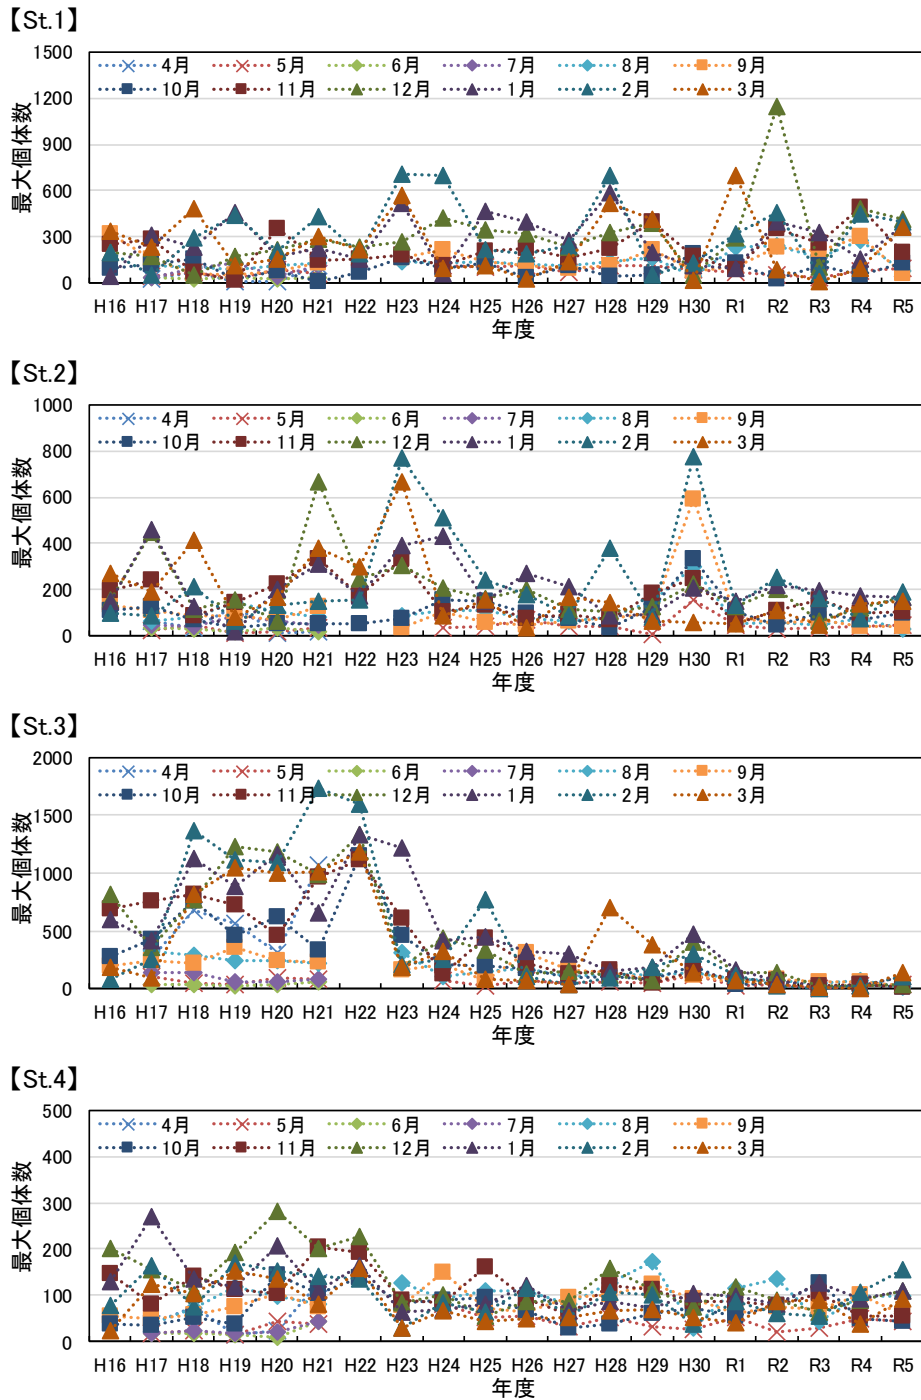 【St.1】
1500
1200
900
600
300
0
最大個体数
4月 5月 6月 7月 8月 9月
10月 11月 12月 1月 2月 3月
H16 H17 H18 H19 H20 H21 H22 H23 H24 H25 H26 H27 H28 H29 H30 R1 R2 R3 R4 R5
年度
【St.2】
1000
800
600
400
200
0
最大個体数
4月 5月 6月 7月 8月 9月
10月 11月 12月 1月 2月 3月
H16 H17 H18 H19 H20 H21 H22 H23 H24 H25 H26 H27 H28 H29 H30 R1 R2 R3 R4 R5
年度
【St.3】
2000
1500
1000
500
0
最大個体数
4月 5月 6月 7月 8月 9月
10月 11月 12月 1月 2月 3月
H16 H17 H18 H19 H20 H21 H22 H23 H24 H25 H26 H27 H28 H29 H30 R1 R2 R3 R4 R5
年度
【St.4】
500
400
300
200
100
0
最大個体数
4月 5月 6月 7月 8月 9月
10月 11月 12月 1月 2月 3月
H16 H17 H18 H19 H20 H21 H22 H23 H24 H25 H26 H27 H28 H29 H30 R1 R2 R3 R4 R5
年度